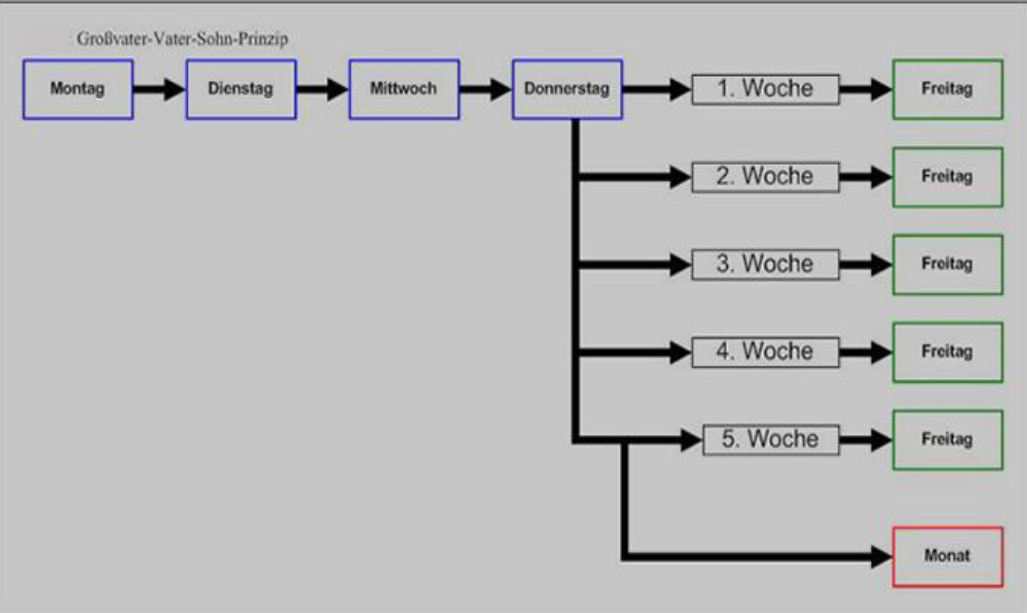 Großvater-Vater-Sohn-Prinzip
Montag
Dienstag
Mittwoch
Donnerstag
1. Woche
Freitag
2. Woche
Freitag
3. Woche
Freitag
4. Woche
Freitag
5. Woche
Freitag
Monat